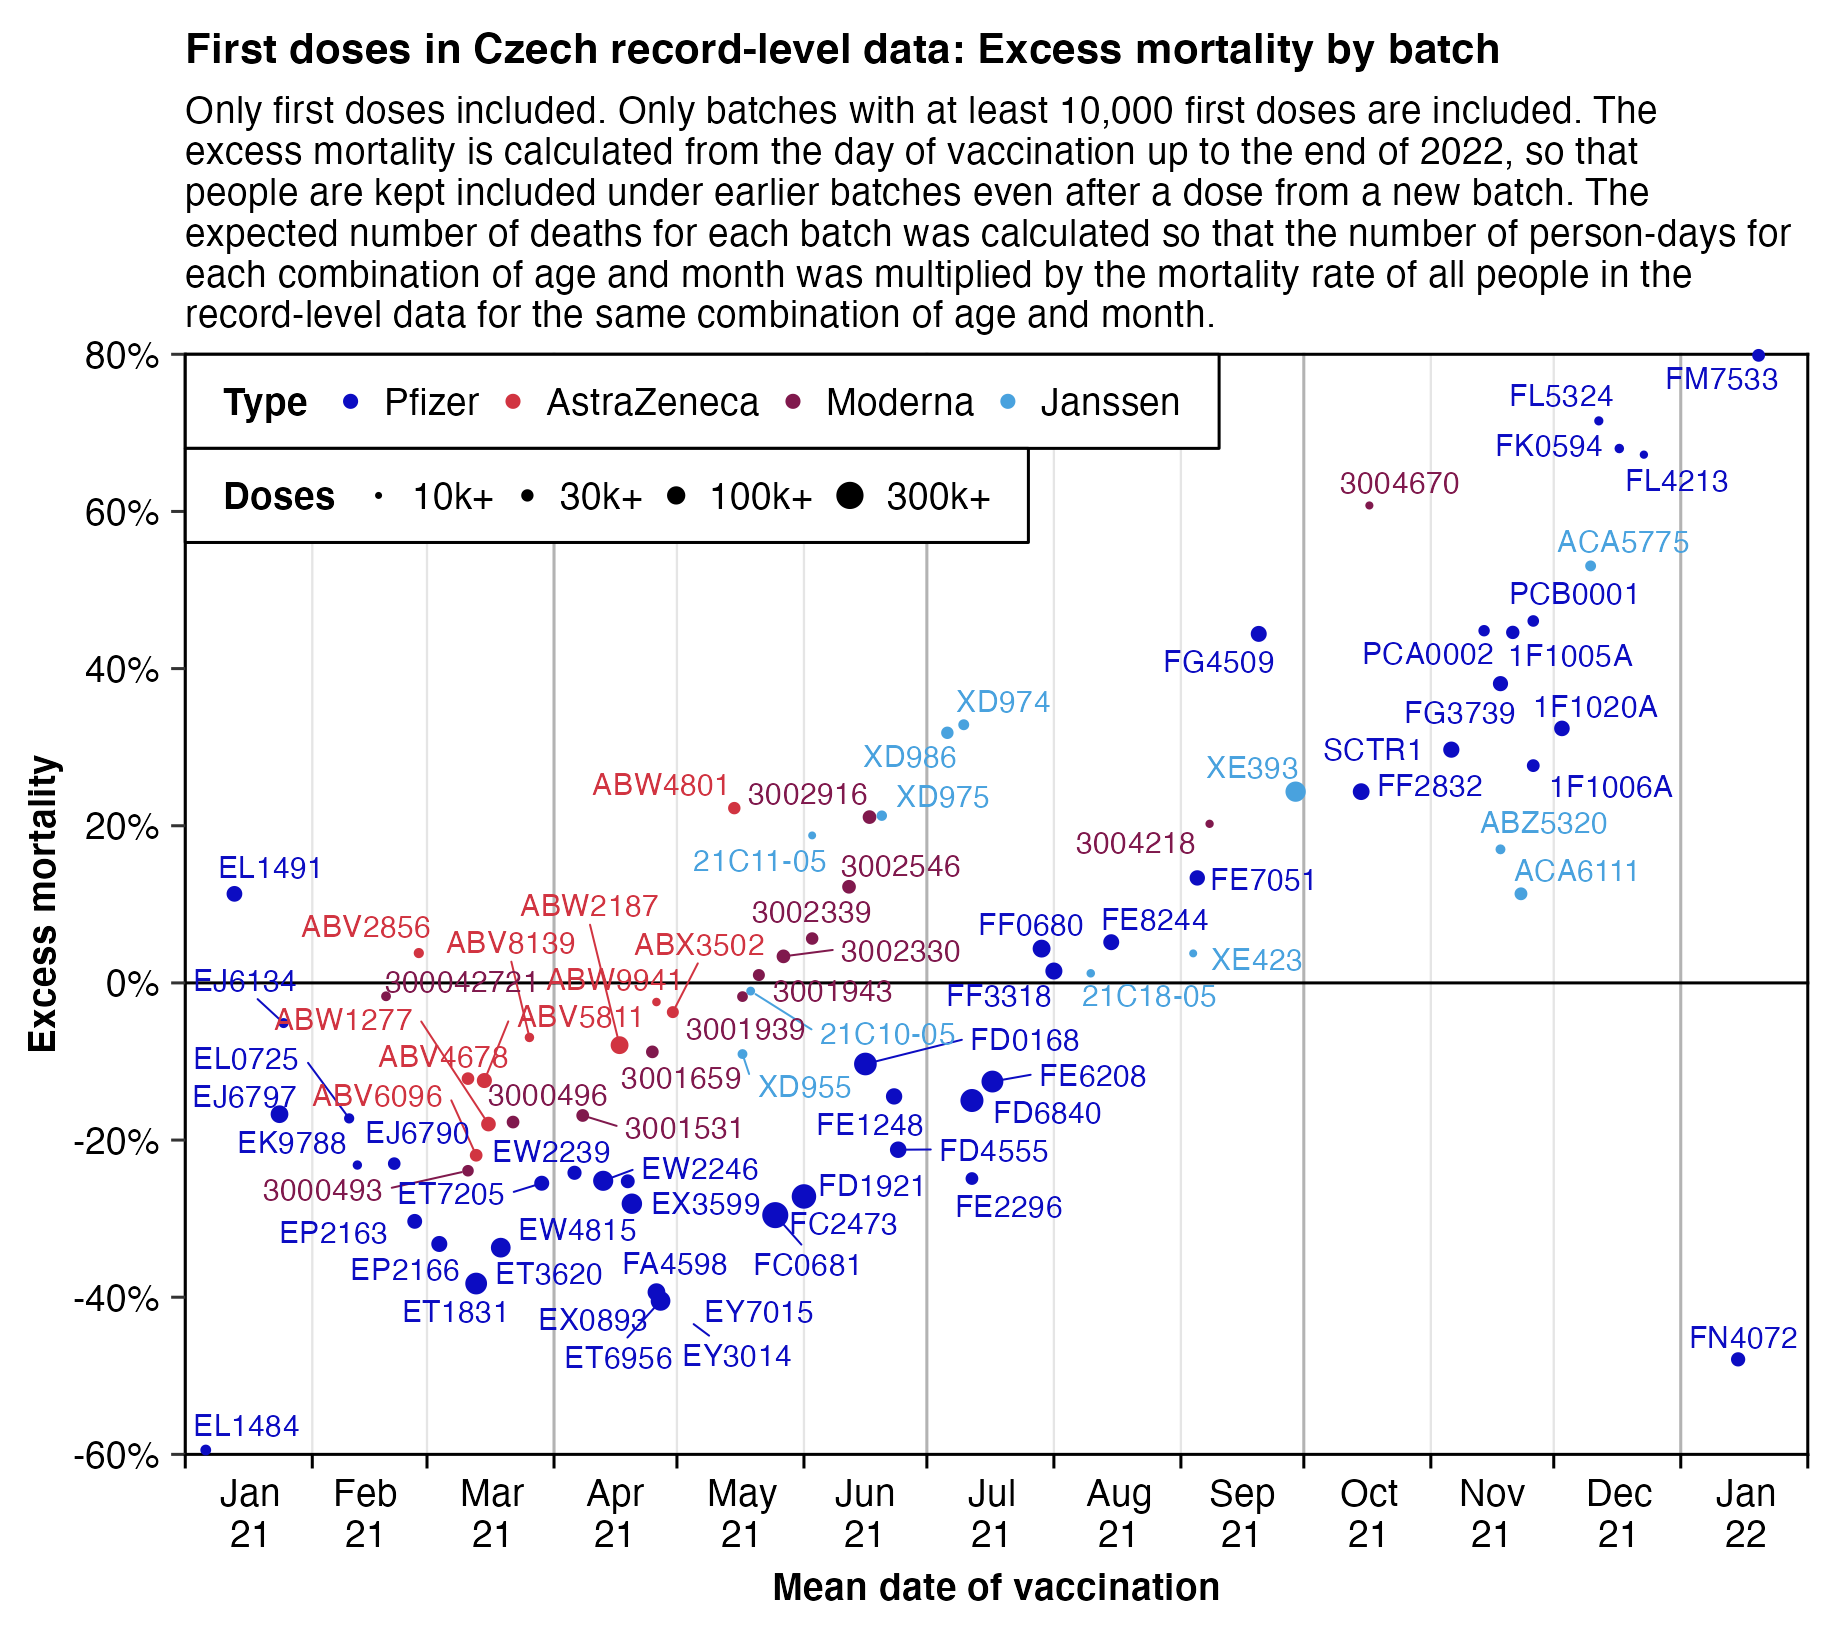 First doses in Czech record-level data: Excess mortality by batch
Only first doses included. Only batches with at least 10,000 first doses are included. The
excess mortality is calculated from the day of vaccination up to the end of 2022, so that
people are kept included under earlier batches even after a dose from a new batch. The
expected number of deaths for each batch was calculated so that the number of person-days for
each combination of age and month was multiplied by the mortality rate of all people in the
record-level data for the same combination of age and month.
80%
60%
40%
20%
0%
-20%
-40%
-60%
Excess mortality
Type Pfizer AstraZeneca Moderna Janssen
Doses 10k+ 30k+ 100k+ 300k+
FM7533
FL5324
FK0594
FL4213
3004670
ACA5775
PCB0001
FG4509
PCA0002
1F1005A
XD974
FG3739
1F1020A
XD986
SCTR1
XE393
ABW4801
3002916
XD975
FF2832
1F1006A
ABZ5320
3004218
21C11-05
EL1491
3002546
ACA6111
FE7051
ABW2187
3002339
ABV2856
FF0680
FE8244
ABV8139
ABX3502
3002330
XE423
EJ6134
300042721
ABW9941
3001943
FF3318
21C18-05
ABW1277
ABV5811
3001939
21C10-05
FD0168
EL0725
ABV4678
3001659
XD955
FE6208
EJ6797
ABV6096
3000496
FD6840
EK9788
EJ6790
3001531
FE1248
EW2239
FD4555
3000493
ET7205
EW2246
FD1921
EX3599
FE2296
EP2163
EW4815
FC2473
EP2166
ET3620
FA4598
FC0681
ET1831
EX0893
EY7015
ET6956
EY3014
FN4072
EL1484
Jan
21
Feb
21
Mar
21
Apr
21
May
21
Jun
21
Jul
21
Aug
21
Sep
21
Oct
21
Nov
21
Dec
21
Jan
22
Mean date of vaccination